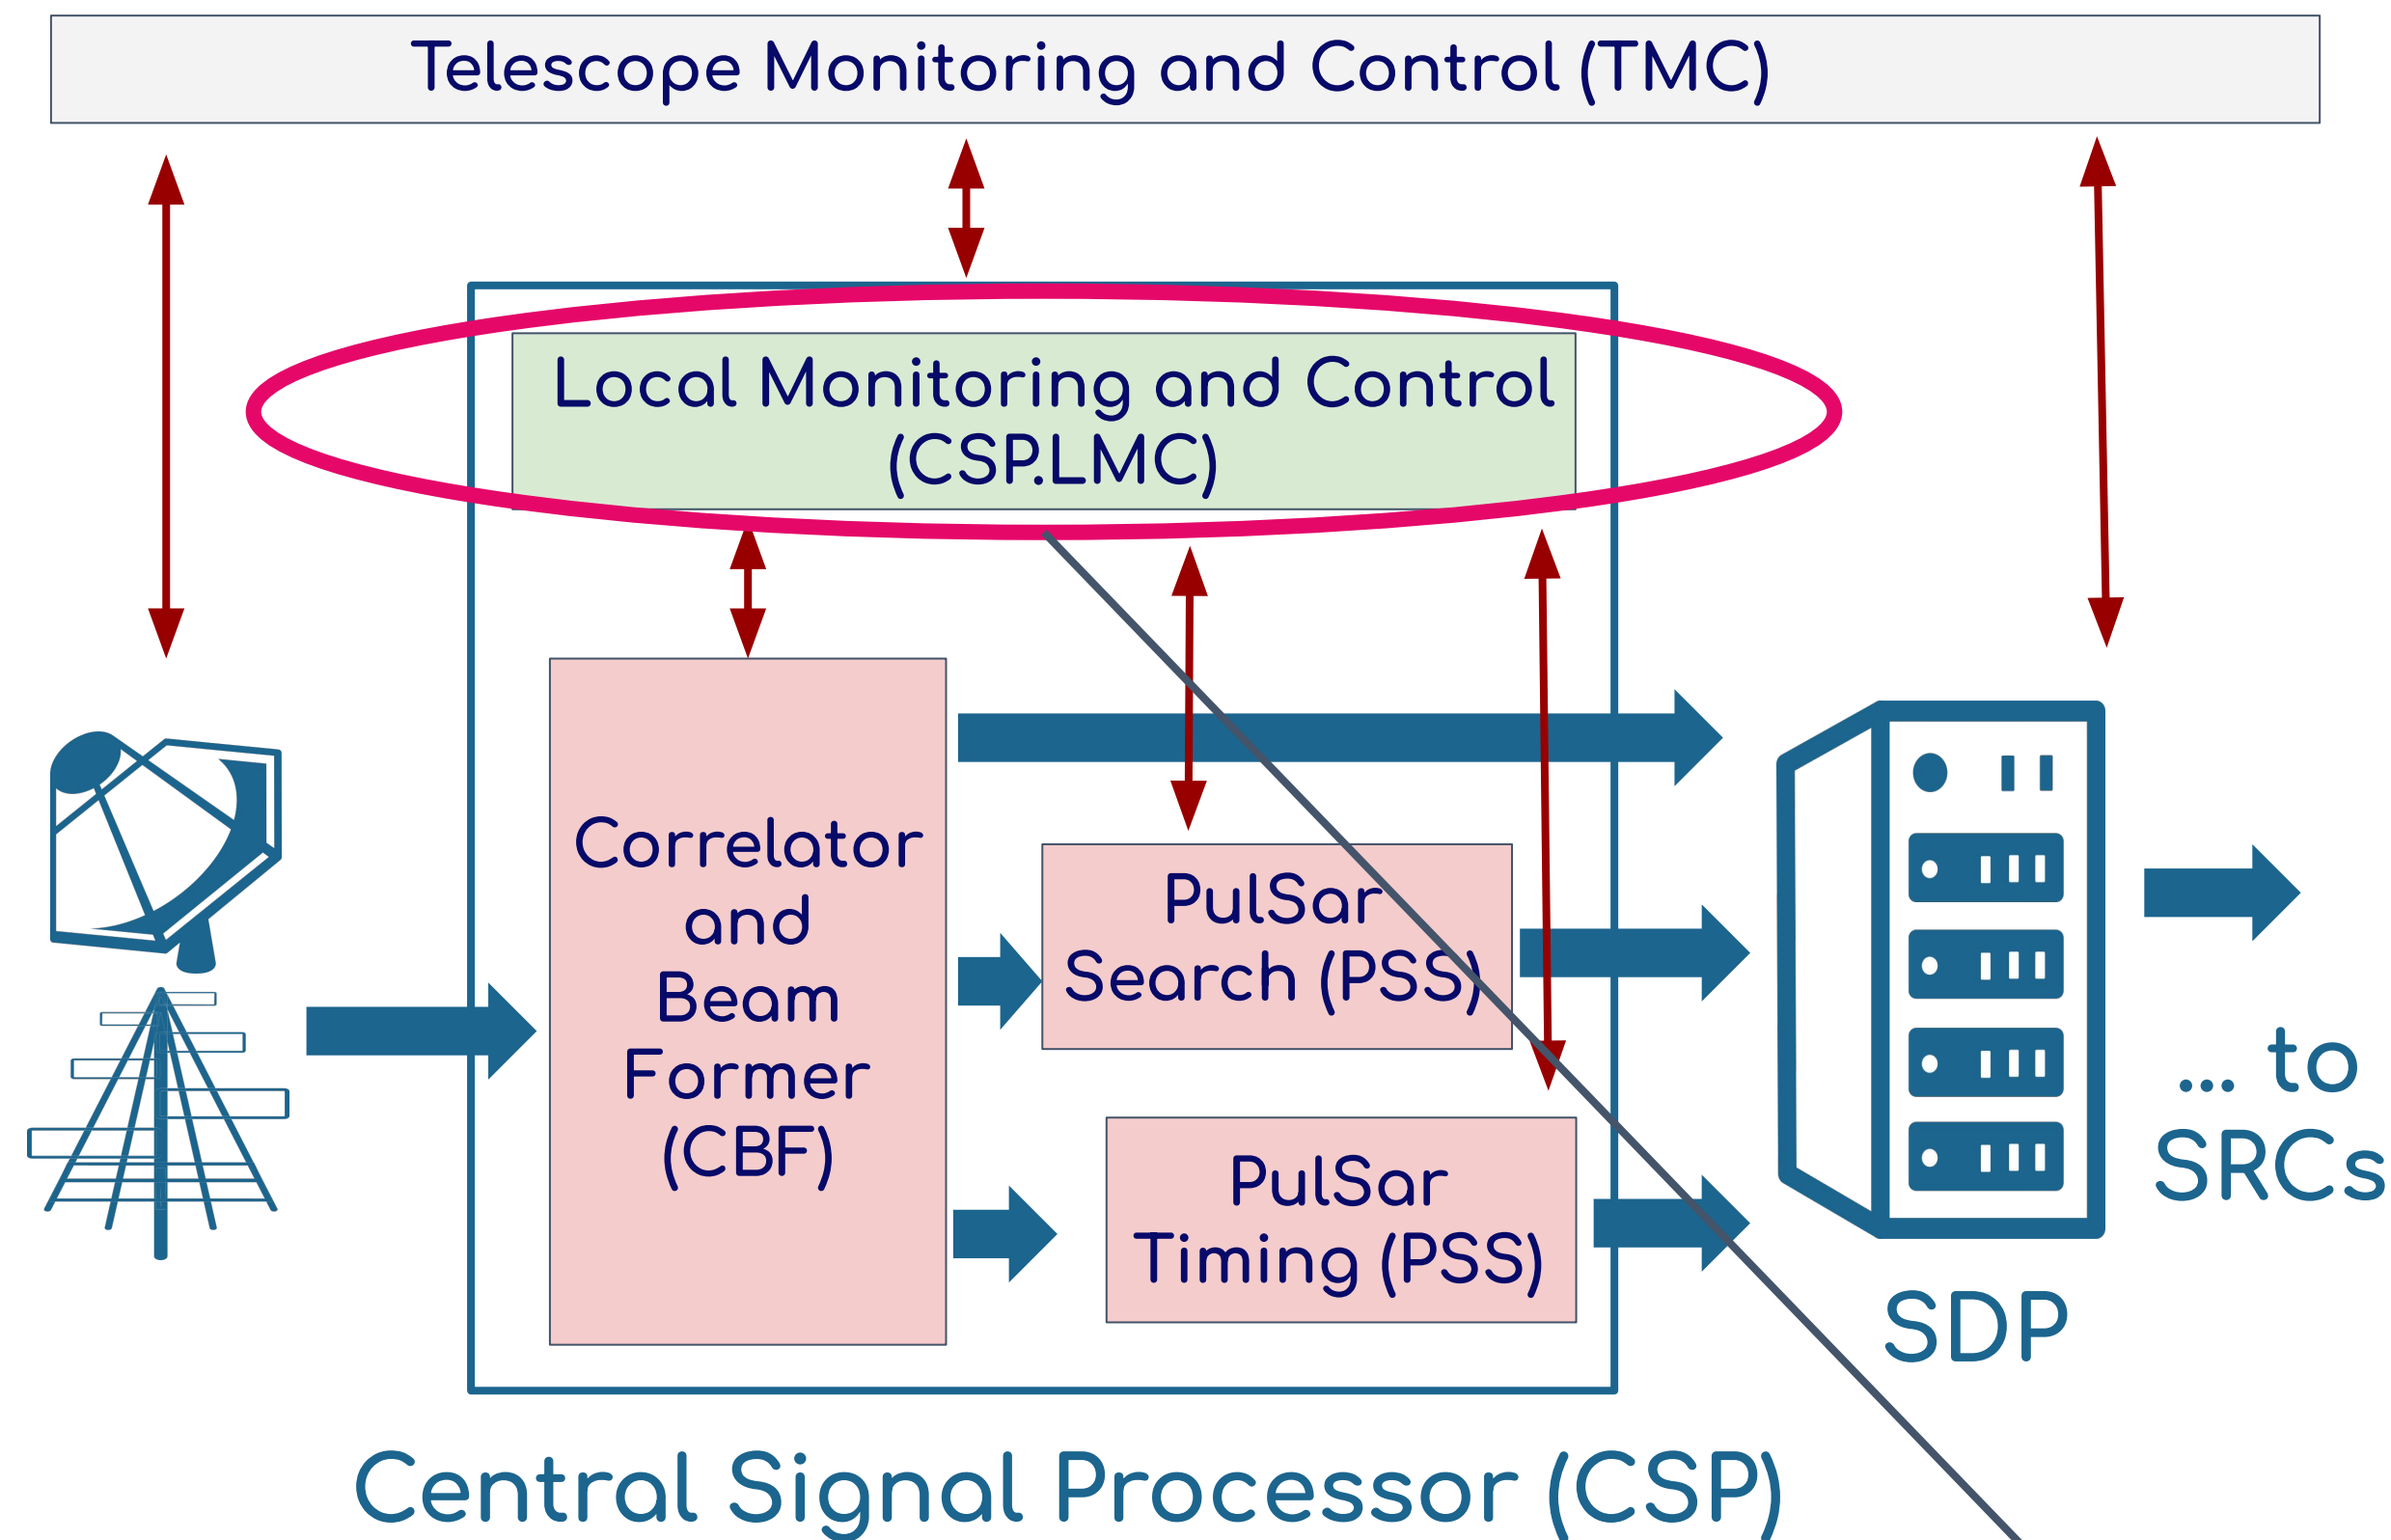 Telescope Monitoring and Control (TMC)
Local Monitoring and Control
(CSP.LMC)
Correlator
and
Beam
Former
(CBF)
PulSar
Search (PSS)
PulSar
Timing (PSS)
...to
SRCs
SDP
Central Signal Processor (CSP)